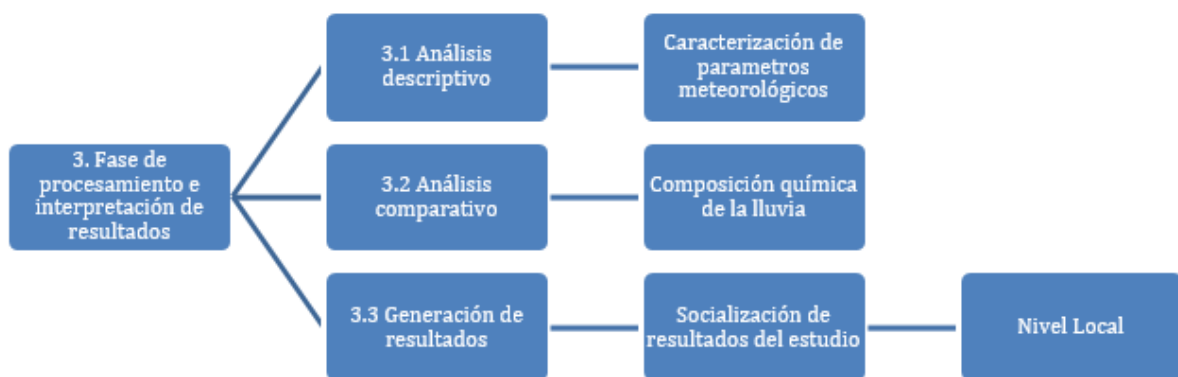 3. Fase de
procesamiento e
interpretación de
resultados
3.1 Análisis
descriptivo
Caracterización de
parametros
meteorológicos
3.2 Análisis
comparativo
Composición química
de la lluvia
3.3 Generación de
resultados
Socialización de
resultados del estudio
Nivel Local